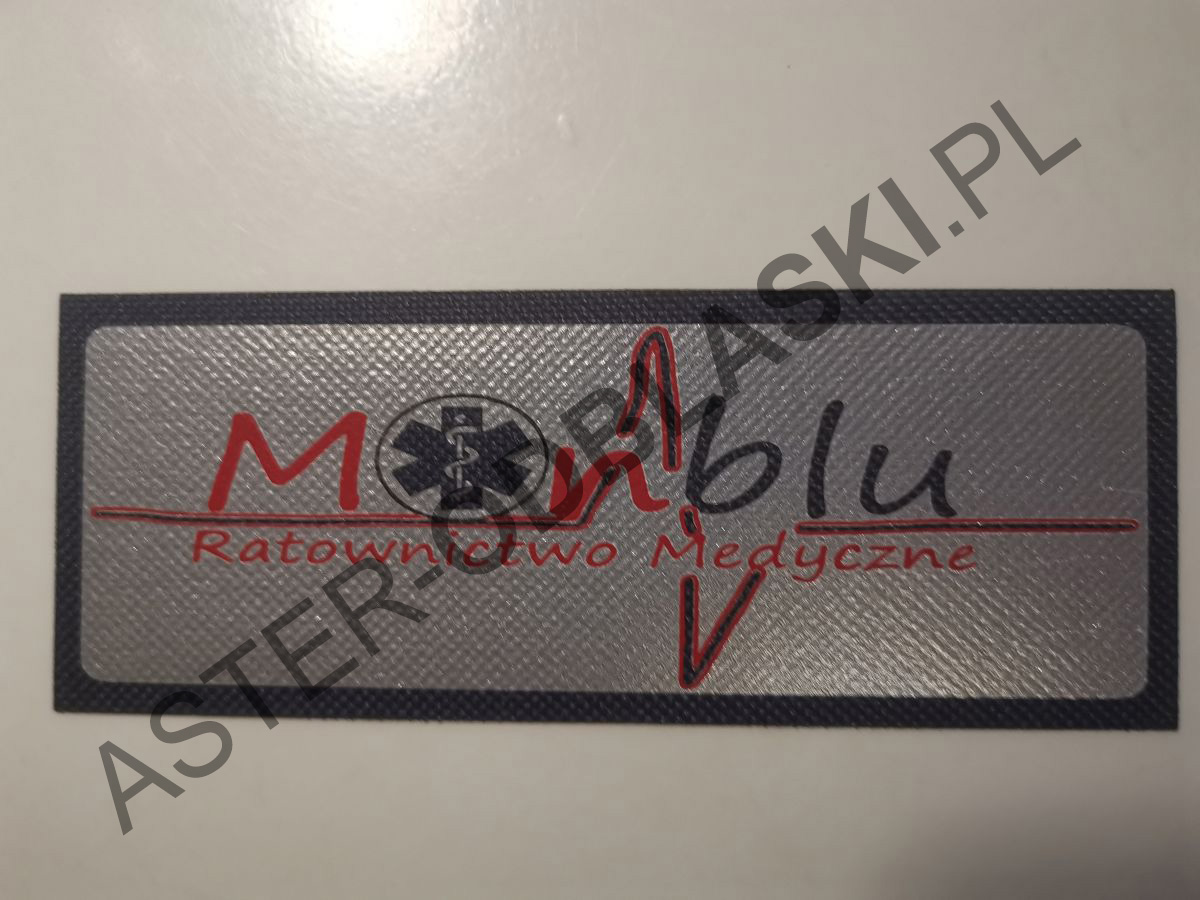 Monblu
Ratownictwo Medyczne
ASTER-ODBLASKI.PL